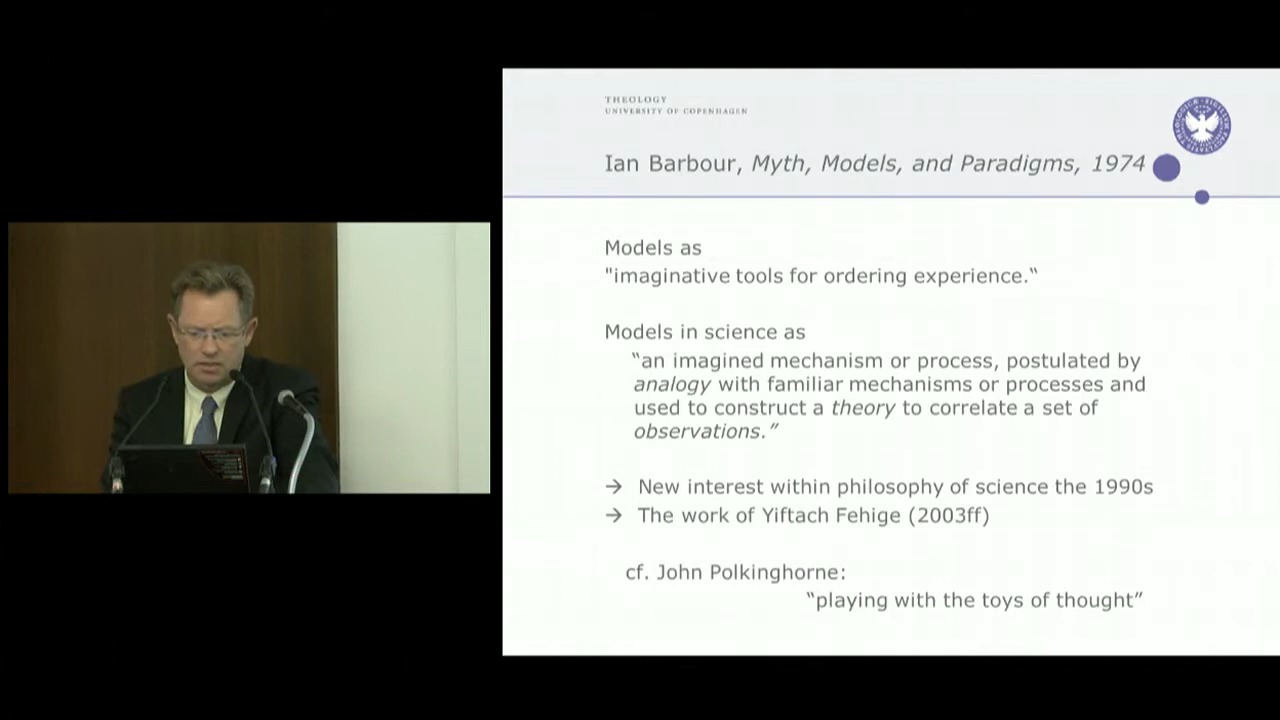 THEOLOGY
UNIVERSITY OF COPENHAGEN
Ian Barbour, Myth, Models, and Paradigms, 1974
Models as
"imaginative tools for ordering experience.“
Models in science as
“an imagined mechanism or process, postulated by
analogy with familiar mechanisms or processes and
used to construct a theory to correlate a set of
observations.”
→ New interest within philosophy of science the 1990s
→ The work of Yiftach Fehige (2003ff)
cf. John Polkinghorne:
“playing with the toys of thought”